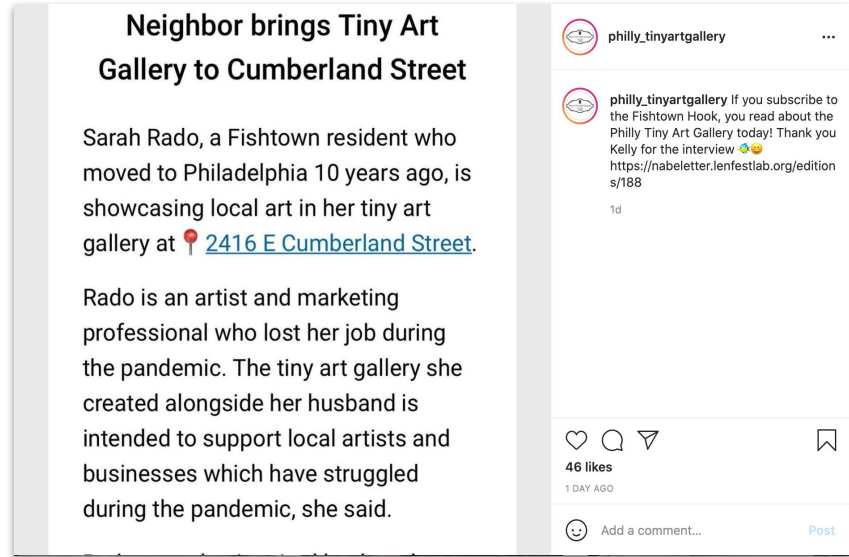 Neighbor brings Tiny Art
Gallery to Cumberland Street
Sarah Rado, a Fishtown resident who
moved to Philadelphia 10 years ago, is
showcasing local art in her tiny art
gallery at 📍 2416 E Cumberland Street.
Rado is an artist and marketing
professional who lost her job during
the pandemic. The tiny art gallery she
created alongside her husband is
intended to support local artists and
businesses which have struggled
during the pandemic, she said.
philly_tinyartgallery
philly_tinyartgallery If you subscribe to
the Fishtown Hook, you read about the
Philly Tiny Art Gallery today! Thank you
Kelly for the interview 🐠😄
https://nabeletter.lenfestlab.org/edition
s/188
1d
46 likes
1 DAY AGO
Add a comment...
Post